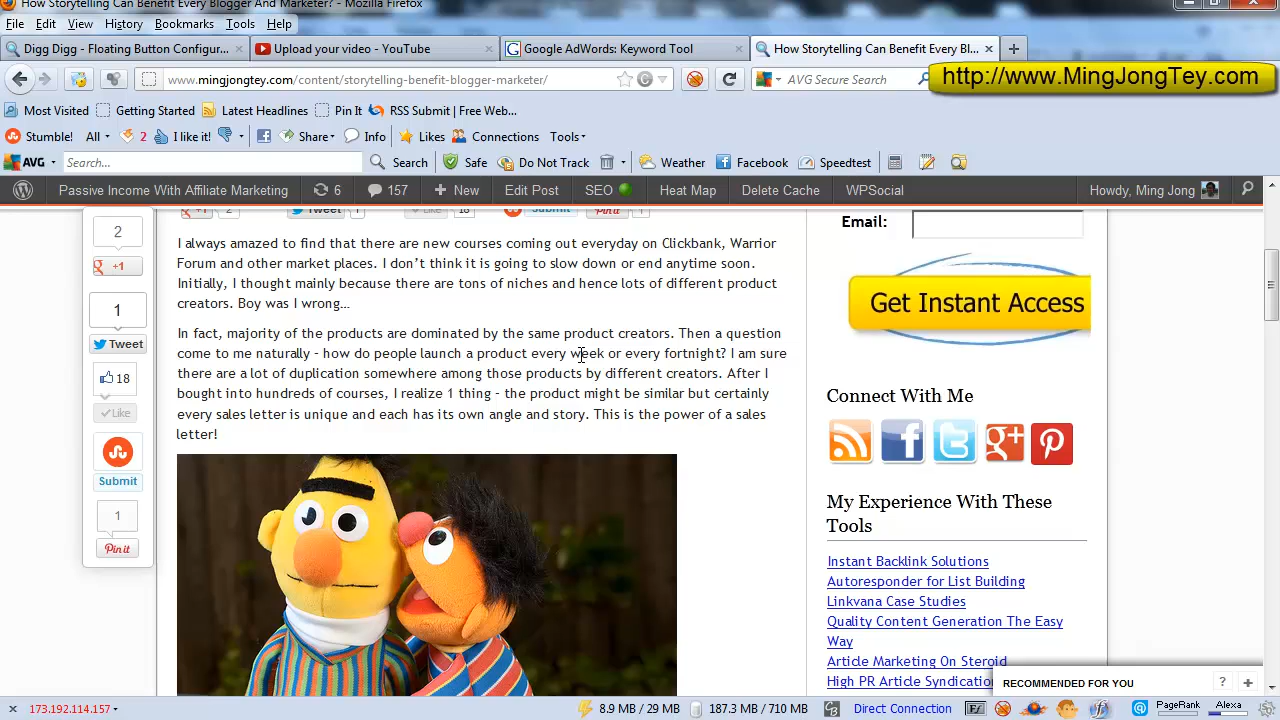 How Storytelling Can Benefit Every Blogger And Marketer? - Mozilla Firefox
File Edit View History Bookmarks Tools Help
Digg Digg - Floating Button Configur... Upload your video - YouTube Google AdWords: Keyword Tool How Storytelling Can Benefit Every Bl...
www.mingjongtey.com/content/storytelling-benefit-blogger-marketer/ AVG Secure Search
http://www.MingJongTey.com
Most Visited Getting Started Latest Headlines Pin It RSS Submit | Free Web...
Stumble! All 2 I like it! Share Info Likes Connections Tools
AVG Search... Search Safe Do Not Track Weather Facebook Speedtest
Passive Income With Affiliate Marketing 6 157 New Edit Post SEO Heat Map Delete Cache WPSocial Howdy, Ming Jong
+1 2 Tweet 1 Like 18 Submit Pin it 1
2
+1
1
Tweet
18
Like
Submit
1
Pin it
I always amazed to find that there are new courses coming out everyday on Clickbank, Warrior
Forum and other market places. I don't think it is going to slow down or end anytime soon.
Initially, I thought mainly because there are tons of niches and hence lots of different product
creators. Boy was I wrong...
In fact, majority of the products are dominated by the same product creators. Then a question
come to me naturally - how do people launch a product every week or every fortnight? I am sure
there are a lot of duplication somewhere among those products by different creators. After I
bought into hundreds of courses, I realize 1 thing - the product might be similar but certainly
every sales letter is unique and each has its own angle and story. This is the power of a sales
letter!
Email:
Get Instant Access
Connect With Me
My Experience With These
Tools
Instant Backlink Solutions
Autoresponder for List Building
Linkvana Case Studies
Quality Content Generation The Easy
Way
Article Marketing On Steroid
High PR Article Syndication
RECOMMENDED FOR YOU ? +
173.192.114.157 8.9 MB / 29 MB 187.3 MB / 710 MB Direct Connection PageRank Alexa